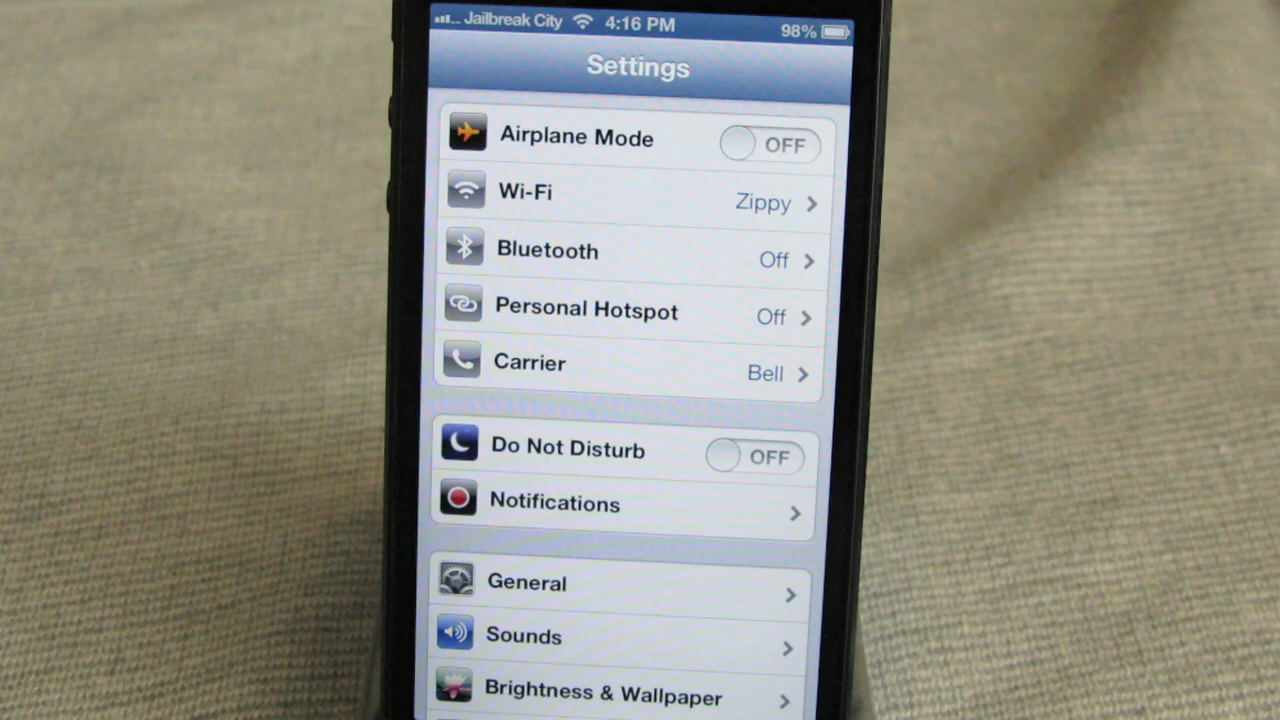 Jailbreak City 4:16 PM 98%
Settings
Airplane Mode OFF
Wi-Fi Zippy
Bluetooth Off
Personal Hotspot Off
Carrier Bell
Do Not Disturb OFF
Notifications
General
Sounds
Brightness & Wallpaper